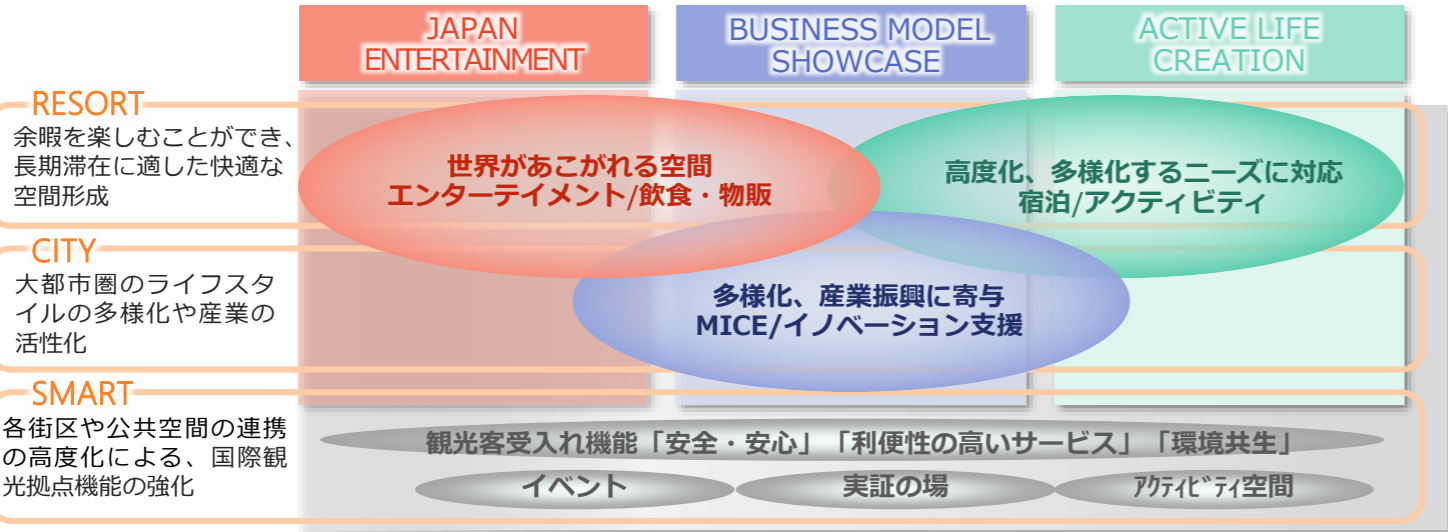 JAPAN
ENTERTAINMENT
BUSINESS MODEL
SHOWCASE
ACTIVE LIFE
CREATION
RESORT
余暇を楽しむことができ、
長期滞在に適した快適な
空間形成
世界があこがれる空間
エンターテイメント/飲食・物販
高度化、多様化するニーズに対応
宿泊/アクティビティ
CITY
大都市圏のライフスタ
イルの多様化や産業の
活性化
多様化、産業振興に寄与
MICE/イノベーション支援
SMART
各街区や公共空間の連携
の高度化による、国際観
光拠点機能の強化
観光客受入れ機能「安全・安心」「利便性の高いサービス」「環境共生」
イベント
実証の場
ｱｸﾃｨﾋﾞﾃｨ空間